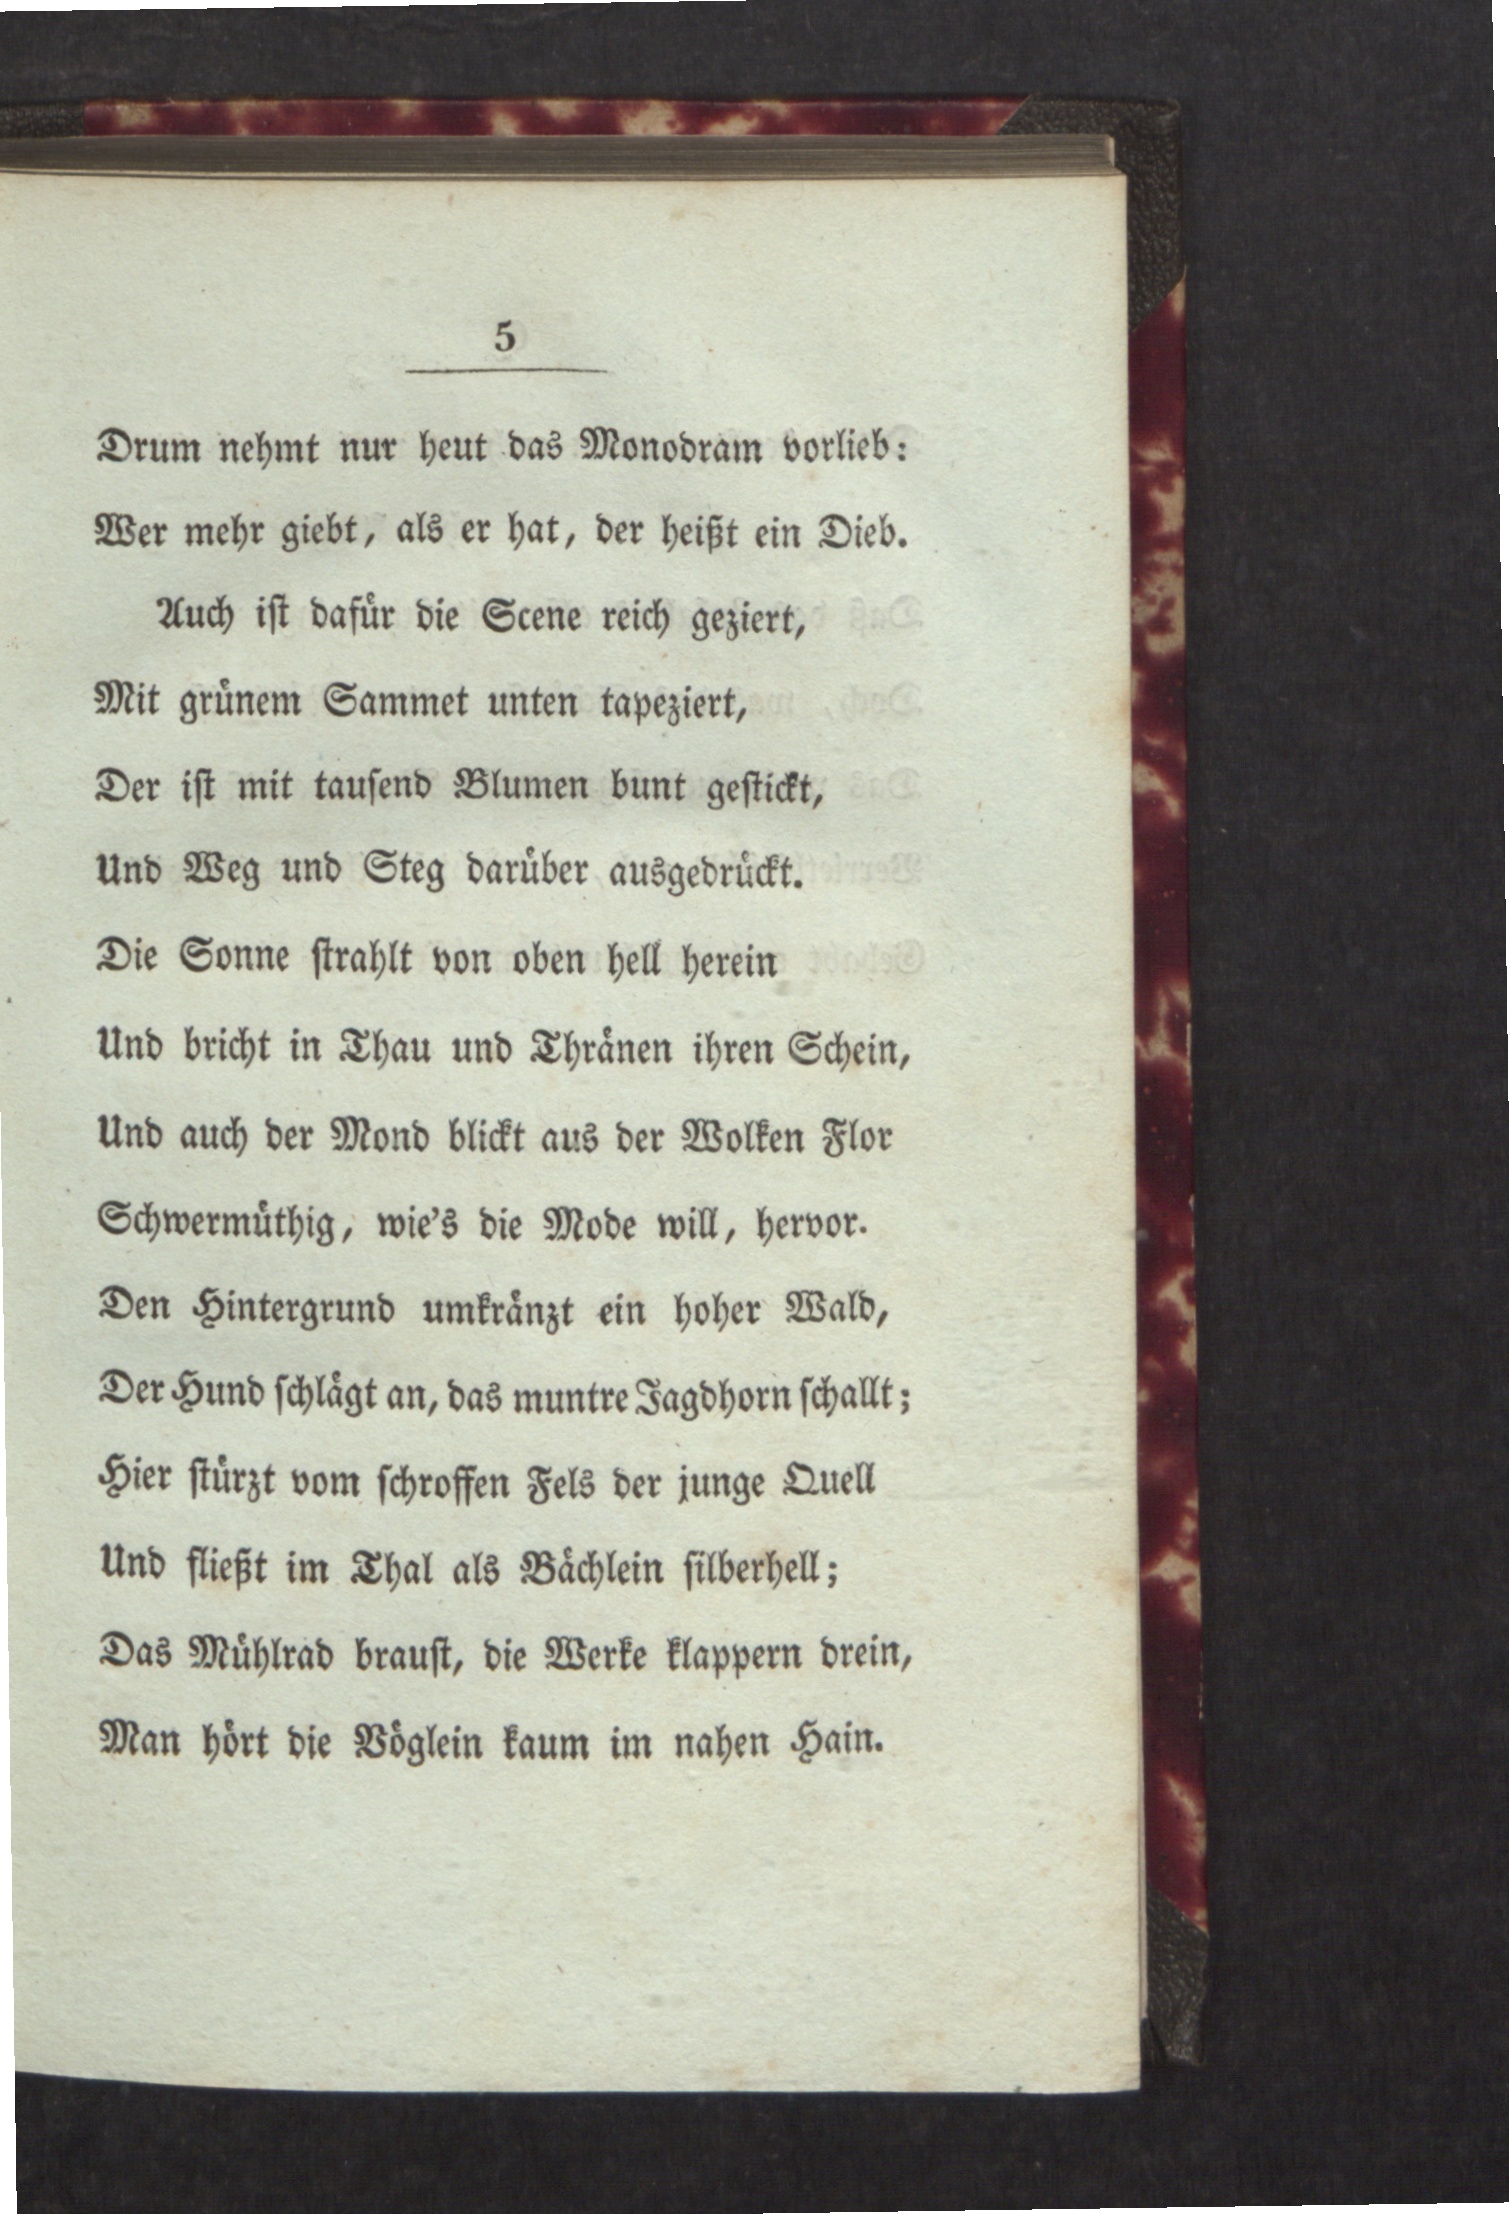 5
Drum nehmt nur heut das Monodram vorlieb:
Wer mehr giebt, als er hat, der heißt ein Dieb.
Auch iſt dafür die Scene reich geziert,
Mit grünem Sammet unten tapeziert,
Der iſt mit tauſend Blumen bunt geſtickt,
Und Weg und Steg darüber ausgedrückt.
Die Sonne ſtrahlt von oben hell herein
Und bricht in Thau und Thränen ihren Schein,
Und auch der Mond blickt aus der Wolken Flor
Schwermüthig, wie's die Mode will, hervor.
Den Hintergrund umkränzt ein hoher Wald,
Der Hund ſchlägt an, das muntre Jagdhorn ſchallt;
Hier ſtürzt vom ſchroffen Fels der junge Quell
Und fließt im Thal als Bächlein ſilberhell;
Das Mühlrad brauſt, die Werke klappern drein,
Man hört die Vöglein kaum im nahen Hain.